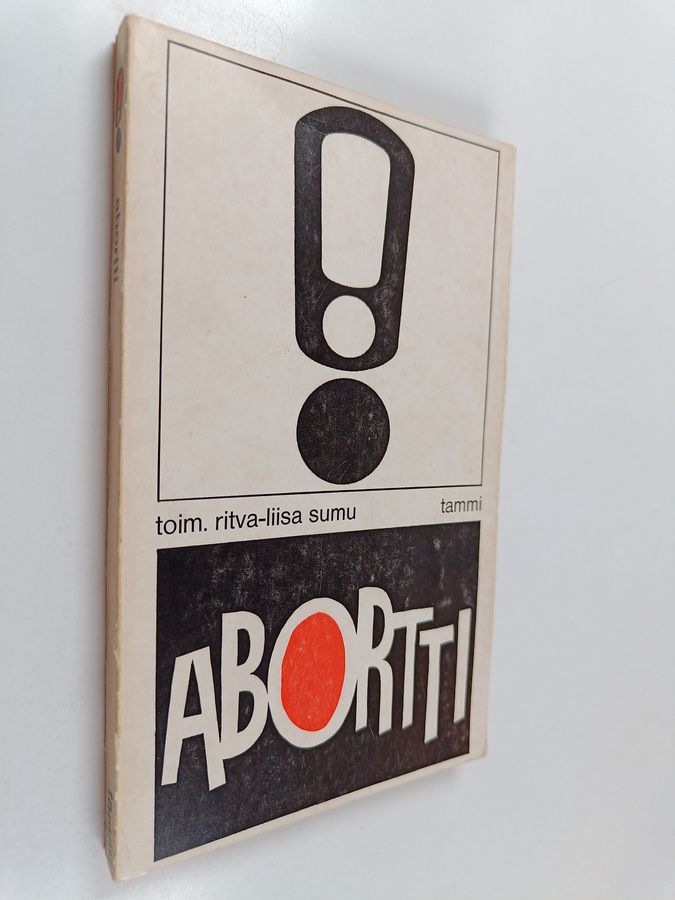 toim. ritva-liisa sumu
tammi
ABORTTI
abortti